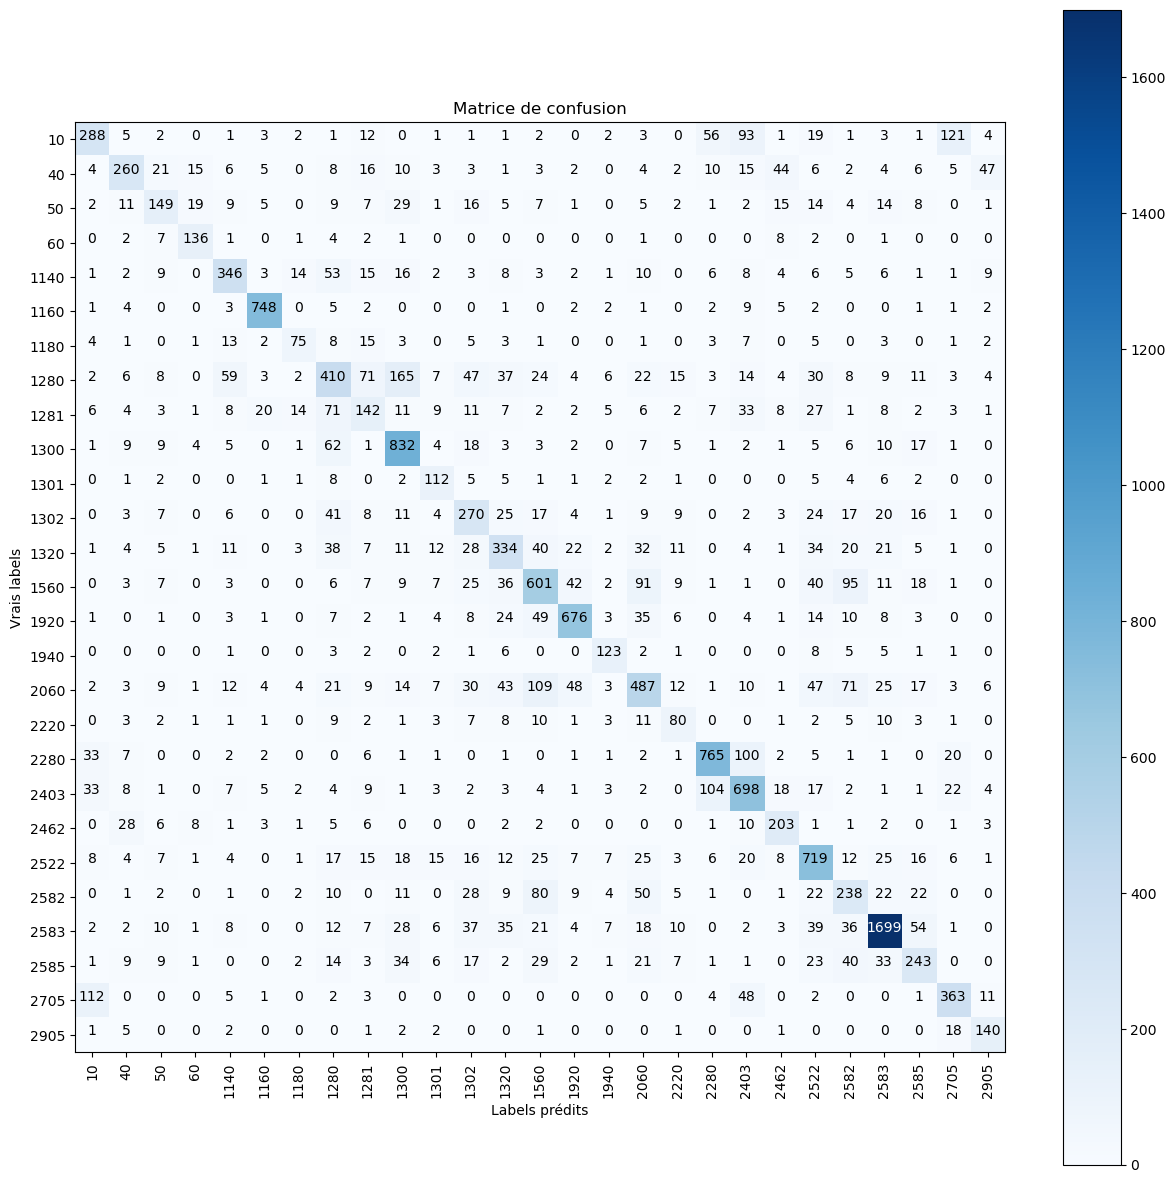 Matrice de confusion
10 288 5 2 0 1 3 2 1 12 0 1 1 1 2 0 2 3 0 56 93 1 19 1 3 1 121 4
40 4 260 21 15 6 5 0 8 16 10 3 3 1 3 2 0 4 2 10 15 44 6 2 4 6 5 47
50 2 11 149 19 9 5 0 9 7 29 1 16 5 7 1 0 5 2 1 2 15 14 4 14 8 0 1
60 0 2 7 136 1 0 1 4 2 1 0 0 0 0 0 0 1 0 0 0 8 2 0 1 0 0 0
1140 1 2 9 0 346 3 14 53 15 16 2 3 8 3 2 1 10 0 6 8 4 6 5 6 1 1 9
1160 1 4 0 0 3 748 0 5 2 0 0 0 1 0 2 2 1 0 2 9 5 2 0 0 1 1 2
1180 4 1 0 1 13 2 75 8 15 3 0 5 3 1 0 0 1 0 3 7 0 5 0 3 0 1 2
1280 2 6 8 0 59 3 2 410 71 165 7 47 37 24 4 6 22 15 3 14 4 30 8 9 11 3 4
1281 6 4 3 1 8 20 14 71 142 11 9 11 7 2 2 5 6 2 7 33 8 27 1 8 2 3 1
1300 1 9 9 4 5 0 1 62 1 832 4 18 3 3 2 0 7 5 1 2 1 5 6 10 17 1 0
1301 0 1 2 0 0 1 1 8 0 2 112 5 5 1 1 2 2 1 0 0 0 5 4 6 2 0 0
1302 0 3 7 0 6 0 0 41 8 11 4 270 25 17 4 1 9 9 0 2 3 24 17 20 16 1 0
1320 1 4 5 1 11 0 3 38 7 11 12 28 334 40 22 2 32 11 0 4 1 34 20 21 5 1 0
1560 0 3 7 0 3 0 0 6 7 9 7 25 36 601 42 2 91 9 1 1 0 40 95 11 18 1 0
1920 1 0 1 0 3 1 0 7 2 1 4 8 24 49 676 3 35 6 0 4 1 14 10 8 3 0 0
1940 0 0 0 0 1 0 0 3 2 0 2 1 6 0 0 123 2 1 0 0 0 8 5 5 1 1 0
2060 2 3 9 1 12 4 4 21 9 14 7 30 43 109 48 3 487 12 1 10 1 47 71 25 17 3 6
2220 0 3 2 1 1 1 0 9 2 1 3 7 8 10 1 3 11 80 0 0 1 2 5 10 3 1 0
2280 33 7 0 0 2 2 0 0 6 1 1 0 1 0 1 1 2 1 765 100 2 5 1 1 0 20 0
2403 33 8 1 0 7 5 2 4 9 1 3 2 3 4 1 3 2 0 104 698 18 17 2 1 1 22 4
2462 0 28 6 8 1 3 1 5 6 0 0 0 2 2 0 0 0 0 1 10 203 1 1 2 0 1 3
2522 8 4 7 1 4 0 1 17 15 18 15 16 12 25 7 7 25 3 6 20 8 719 12 25 16 6 1
2582 0 1 2 0 1 0 2 10 0 11 0 28 9 80 9 4 50 5 1 0 1 22 238 22 22 0 0
2583 2 2 10 1 8 0 0 12 7 28 6 37 35 21 4 7 18 10 0 2 3 39 36 1699 54 1 0
2585 1 9 9 1 0 0 2 14 3 34 6 17 2 29 2 1 21 7 1 1 0 23 40 33 243 0 0
2705 112 0 0 0 5 1 0 2 3 0 0 0 0 0 0 0 0 0 4 48 0 2 0 0 1 363 11
2905 1 5 0 0 2 0 0 0 1 2 2 0 0 1 0 0 0 1 0 0 1 0 0 0 0 18 140
10 40 50 60 1140 1160 1180 1280 1281 1300 1301 1302 1320 1560 1920 1940 2060 2220 2280 2403 2462 2522 2582 2583 2585 2705 2905
Labels prédits
Vrais labels
1600
1400
1200
1000
800
600
400
200
0